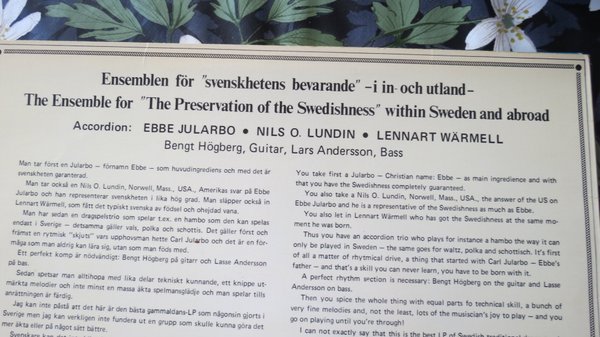 Ensemblen för "svenskhetens bevarande" – i in- och utland –
The Ensemble for "The Preservation of the Swedishness" within Sweden and abroad
Accordion: EBBE JULARBO • NILS O. LUNDIN • LENNART WÄRMELL
Bengt Högberg, Guitar, Lars Andersson, Bass
Man tar först en Jularbo – förnamn Ebbe – som huvudingrediens och med det är
svenskheten garanterad.
Man tar också en Nils O. Lundin, Norwell, Mass., USA, Amerikas svar på Ebbe
Jularbo och han representerar svenskheten i lika hög grad. Man släpper också in
Lennart Wärmell, som fått det typiskt svenska av födsel och ohejdad vana.
Man har sedan en dragspelstrio som spelar t.ex. en hambo som den kan spelas
endast i Sverige – detsamma gäller vals, polka och schottis. Det gäller först och
främst en rytmisk "skjuts" vars upphovman hette Carl Jularbo och det är en för-
måga som man aldrig kan lära sig, utan som man föds med.
Ett perfekt komp är nödvändigt: Bengt Högberg på gitarr och Lasse Andersson
på bas.
Sedan spetsar man alltihopa med lika delar tekniskt kunnande, ett knippe ut-
märkta melodier och inte minst en massa äkta spelmansglädje och man spelar tills
anrättningen är färdig.
Jag kan inte påstå att det här är den bästa gammaldans-LP som någonsin gjorts i
Sverige men jag kan verkligen inte fundera ut en grupp som skulle kunna göra det
mer äkta eller på något sätt bättre.
You take first a Jularbo – Christian name: Ebbe – as main ingredience and with
that you have the Swedishness completely guaranteed.
You also take a Nils O. Lundin, Norwell, Mass., USA., the answer of the US on
Ebbe Jularbo and he is a representative of the Swedishness as much as Ebbe.
You also let in Lennart Wärmell who has got the Swedishness at the same mo-
ment he was born.
Thus you have an accordion trio who plays for instance a hambo the way it can
only be played in Sweden – the same goes for waltz, polka and schottisch. It's first
of all a matter of rhytmical drive, a thing that started with Carl Jularbo – Ebbe's
father – and that's a skill you can never learn, you have to be born with it.
A perfect rhytm section is necessary: Bengt Högberg on the guitar and Lasse
Andersson on bass.
Then you spice the whole thing with equal parts fo technical skill, a bunch of
very fine melodies and, not the least, lots of the musician's joy to play – and you
go on playing until you're through!
I can not exactly say that this is the best LP of Swedish